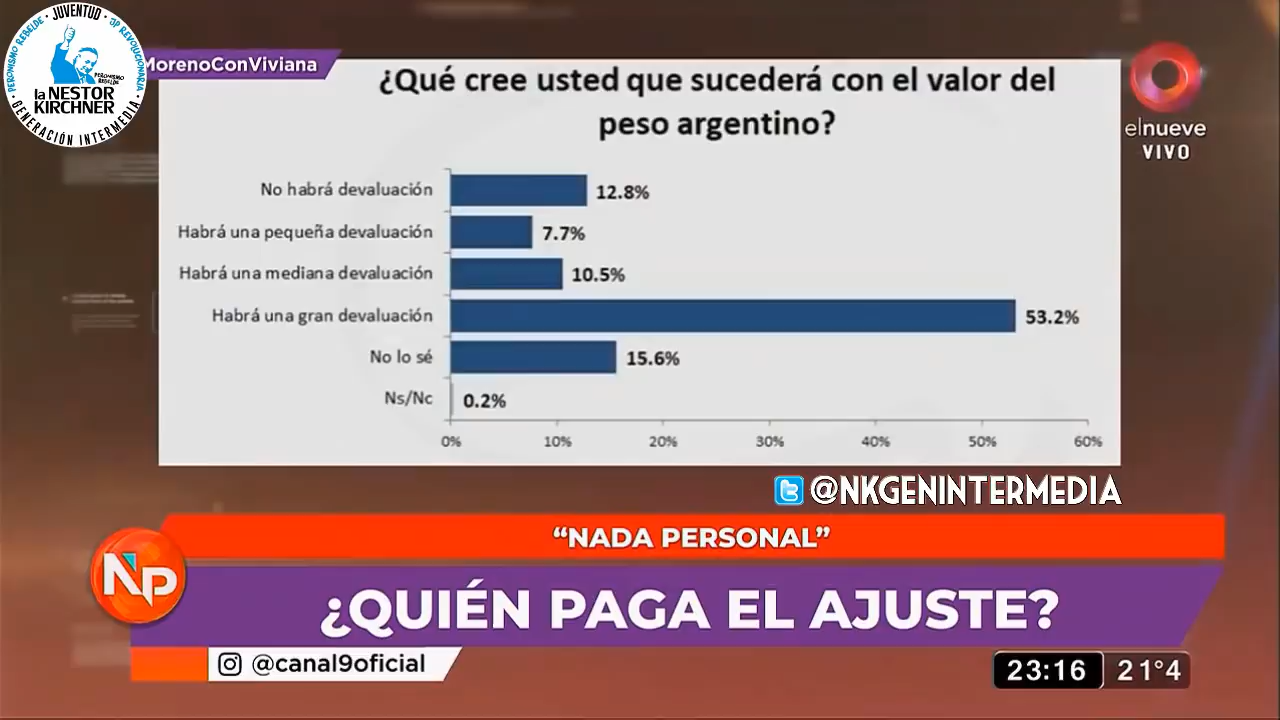 PERONISMO REBELDE · JUVENTUD · JP REVOLUCIONARIA
PERONISMO
REBELDE
la NESTOR
KIRCHNER
· GENERACIÓN INTERMEDIA ·
MorenoConViviana
¿Qué cree usted que sucederá con el valor del
peso argentino?
elnueve
VIVO
No habrá devaluación 12.8%
Habrá una pequeña devaluación 7.7%
Habrá una mediana devaluación 10.5%
Habrá una gran devaluación 53.2%
No lo sé 15.6%
Ns/Nc 0.2%
0% 10% 20% 30% 40% 50% 60%
@NKGENINTERMEDIA
“NADA PERSONAL”
NP
¿QUIÉN PAGA EL AJUSTE?
@canal9oficial
23:16 21°4